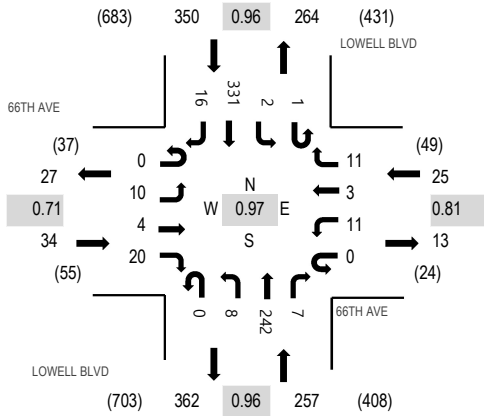 (683) 350 0.96 264 (431)
LOWELL BLVD
16 331 2 1
66TH AVE
(37) (49)
27 0 11 25
10 3
0.71 N 0.81
W 0.97 E
S
34 4 11 13
20 0
(55) (24)
0 8 242 7
66TH AVE
LOWELL BLVD
(703) 362 0.96 257 (408)